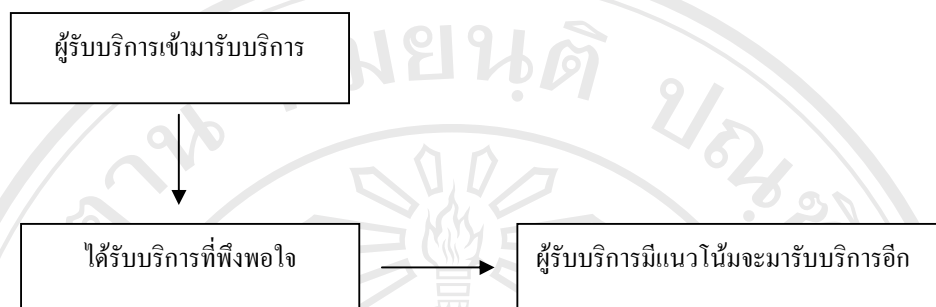 ผู้รับบริการเข้ามารับบริการ
ได้รับบริการที่พึงพอใจ
ผู้รับบริการมีแนวโน้มจะมารับบริการอีก